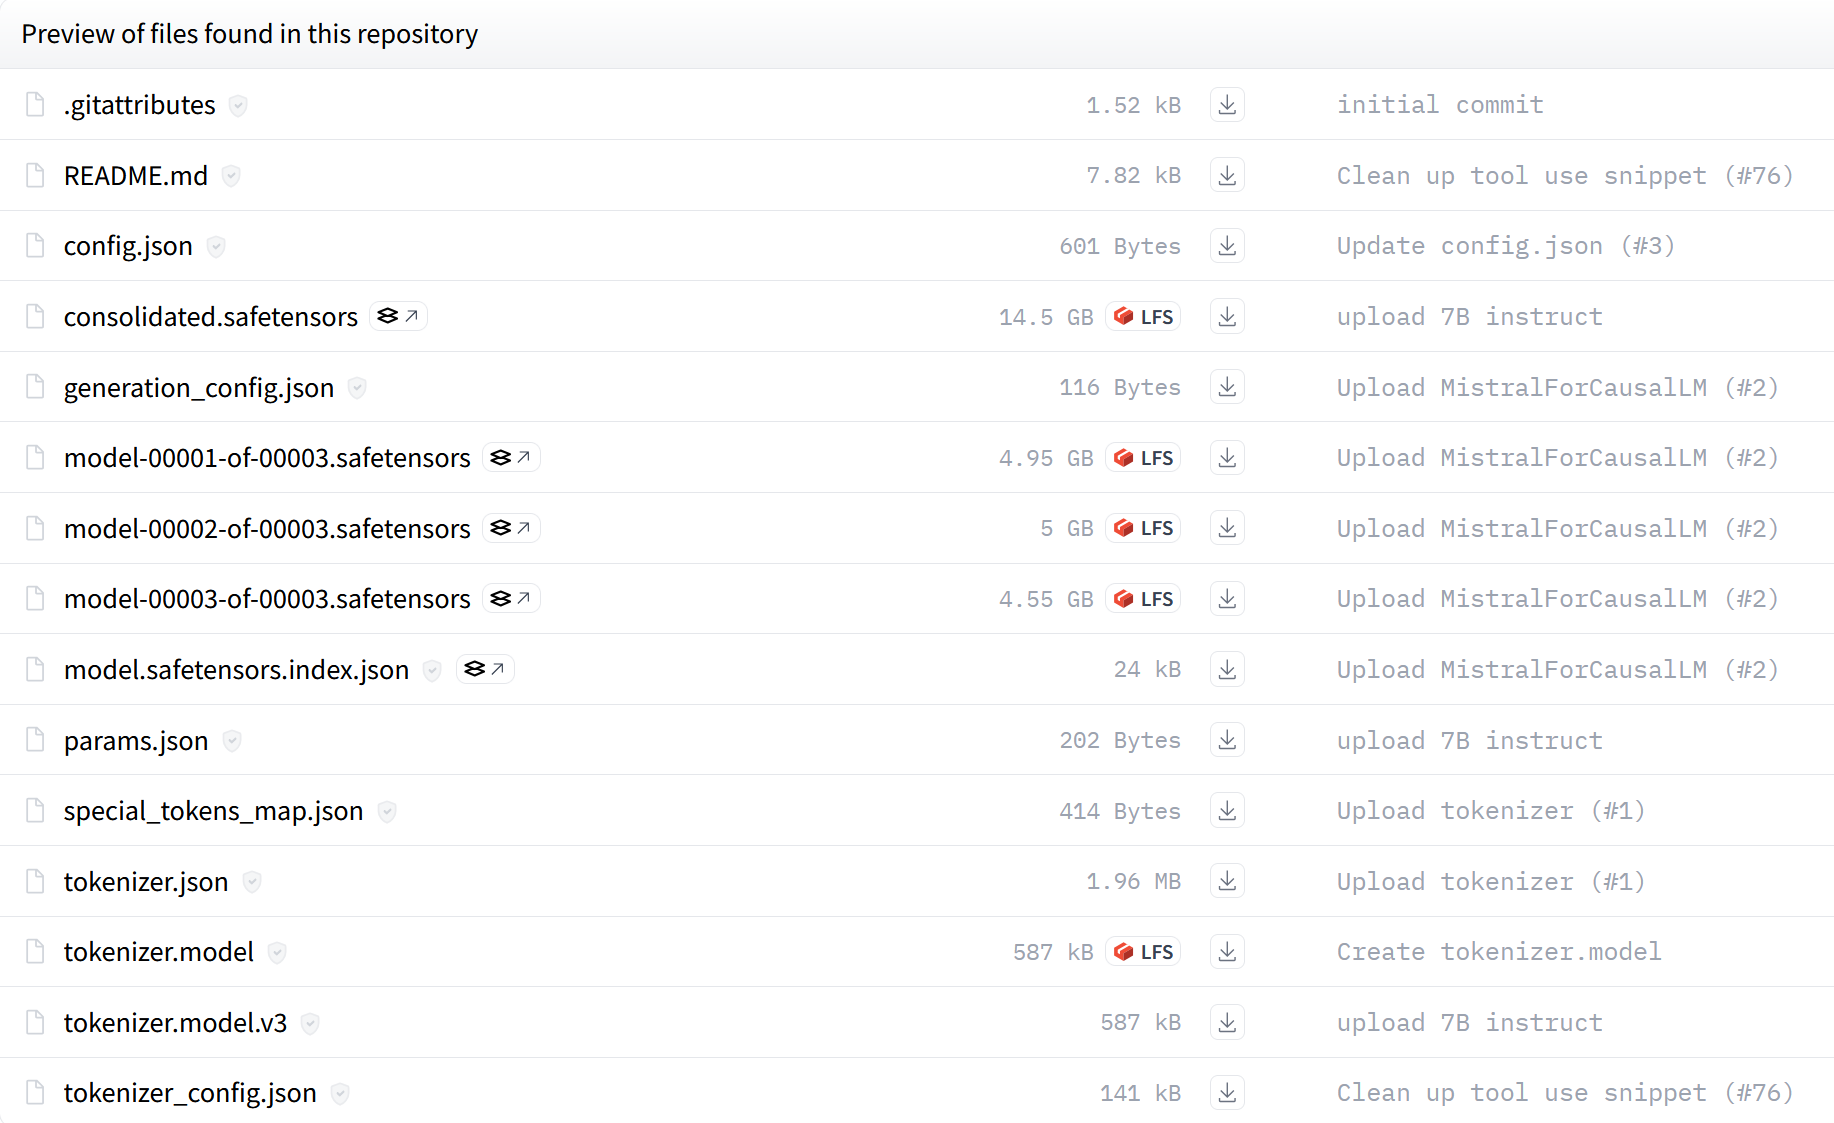 Preview of files found in this repository
.gitattributes 1.52 kB initial commit
README.md 7.82 kB Clean up tool use snippet (#76)
config.json 601 Bytes Update config.json (#3)
consolidated.safetensors 14.5 GB LFS upload 7B instruct
generation_config.json 116 Bytes Upload MistralForCausalLM (#2)
model-00001-of-00003.safetensors 4.95 GB LFS Upload MistralForCausalLM (#2)
model-00002-of-00003.safetensors 5 GB LFS Upload MistralForCausalLM (#2)
model-00003-of-00003.safetensors 4.55 GB LFS Upload MistralForCausalLM (#2)
model.safetensors.index.json 24 kB Upload MistralForCausalLM (#2)
params.json 202 Bytes upload 7B instruct
special_tokens_map.json 414 Bytes Upload tokenizer (#1)
tokenizer.json 1.96 MB Upload tokenizer (#1)
tokenizer.model 587 kB LFS Create tokenizer.model
tokenizer.model.v3 587 kB upload 7B instruct
tokenizer_config.json 141 kB Clean up tool use snippet (#76)